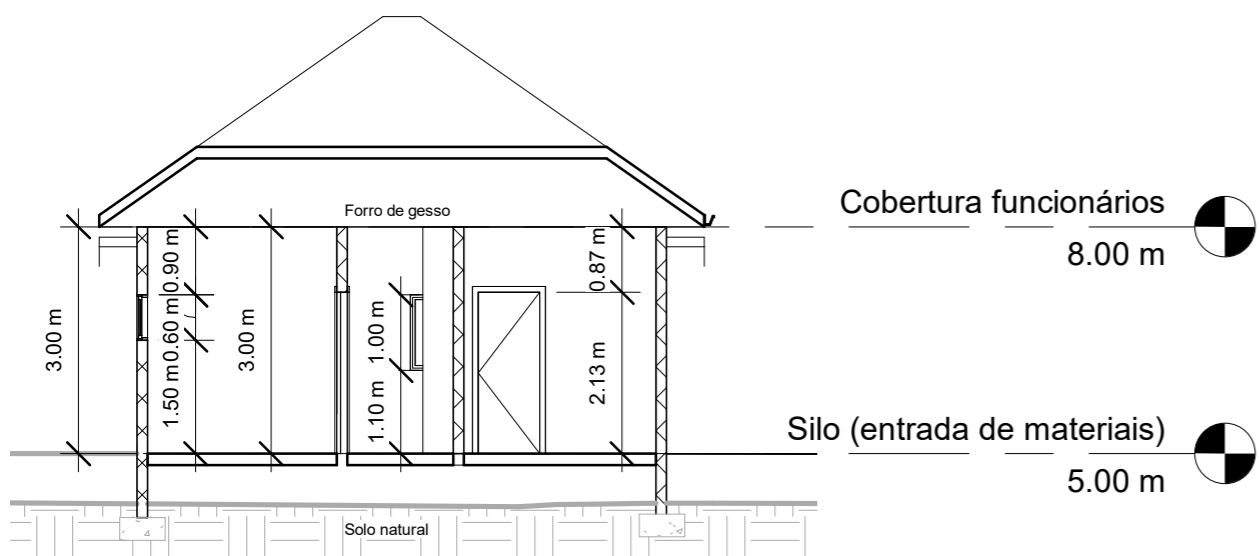 Forro de gesso
Cobertura funcionários
8.00 m
3.00 m
0.90 m
0.60 m
1.50 m
3.00 m
1.00 m
1.10 m
0.87 m
2.13 m
Silo (entrada de materiais)
5.00 m
Solo natural